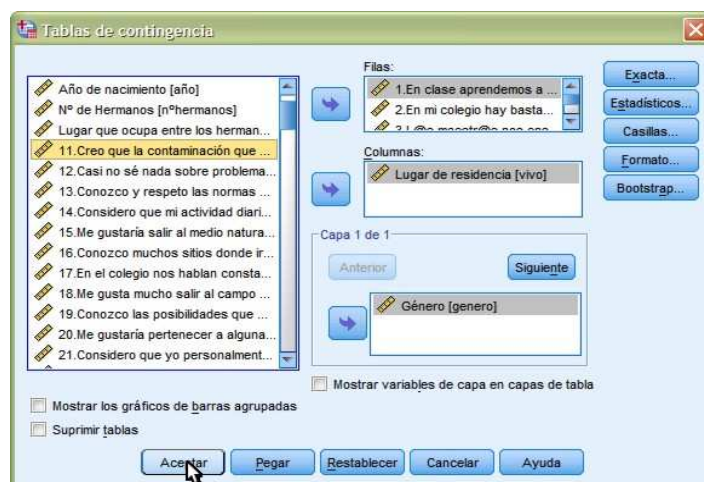 Tablas de contingencia
Año de nacimiento [año]
Nº de Hermanos [nºhermanos]
Lugar que ocupa entre los herman...
11.Creo que la contaminación que ...
12.Casi no sé nada sobre problema...
13.Conozco y respeto las normas ...
14.Considero que mi actividad diari...
15.Me gustaría salir al medio natura...
16.Conozco muchos sitios donde ir...
17.En el colegio nos hablan consta...
18.Me gusta mucho salir al campo ...
19.Conozco las posibilidades que ...
20.Me gustaría pertenecer a alguna...
21.Considero que yo personalment...
Filas:
1.En clase aprendemos a ...
2.En mi colegio hay basta...
Columnas:
Lugar de residencia [vivo]
Capa 1 de 1
Anterior
Siguiente
Género [genero]
Mostrar variables de capa en capas de tabla
Exacta...
Estadísticos...
Casillas...
Formato...
Bootstrap...
Mostrar los gráficos de barras agrupadas
Suprimir tablas
Aceptar
Pegar
Restablecer
Cancelar
Ayuda